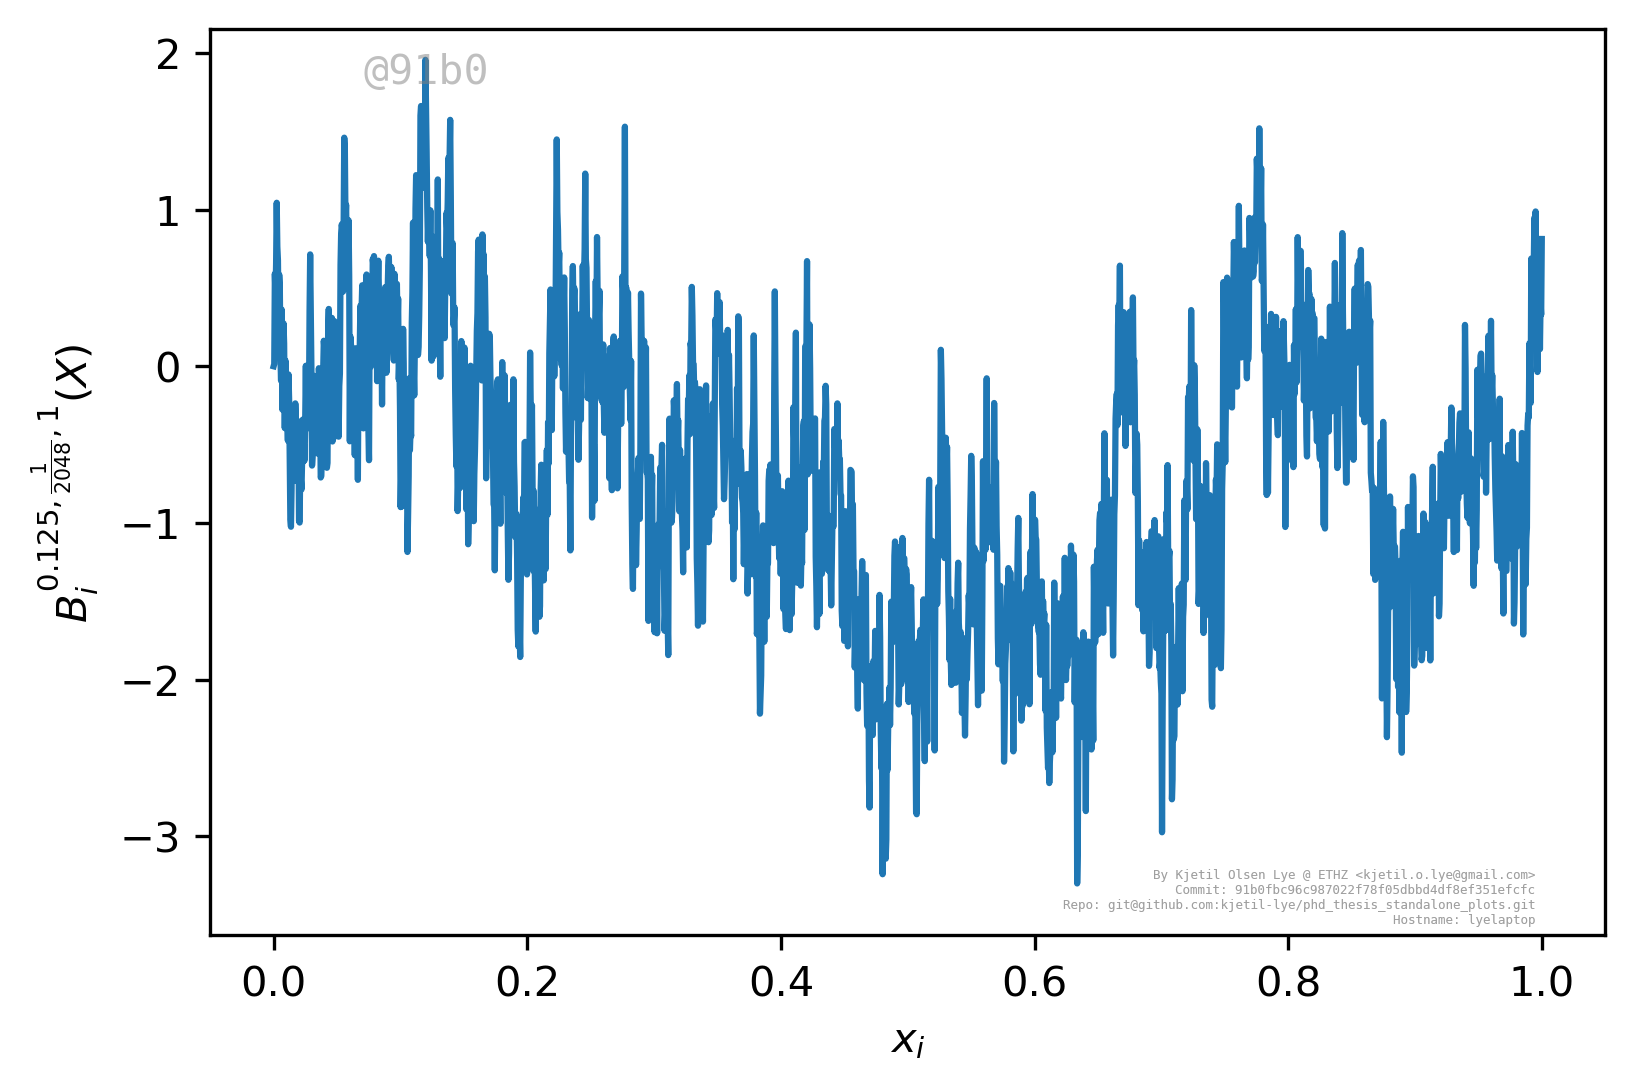 @91b0
2
1
0
−1
−2
−3
B_i^{0.125, \frac{1}{2048}, 1}(X)
By Kjetil Olsen Lye @ ETHZ <kjetil.o.lye@gmail.com>
Commit: 91b0fbc96c987022f78f05dbbd4df8ef351efcfc
Repo: git@github.com:kjetil-lye/phd_thesis_standalone_plots.git
Hostname: lyelaptop
0.0 0.2 0.4 0.6 0.8 1.0
x_i